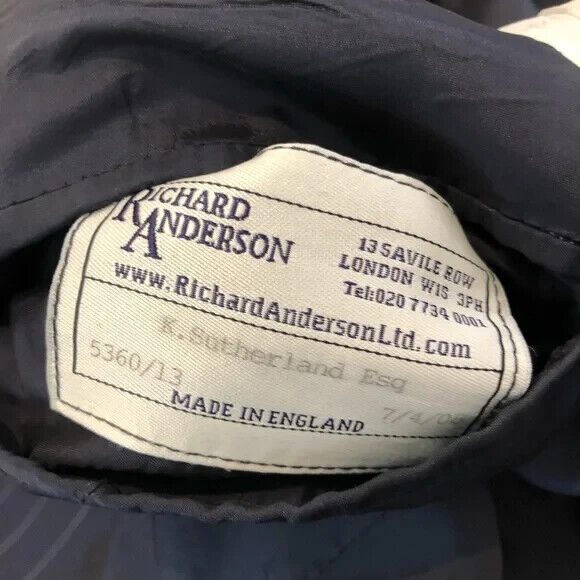 RICHARD
ANDERSON
13 SAVILE ROW
LONDON W1S 3PH
Tel:020 7734 0001
www.RichardAndersonLtd.com
K.Sutherland Esq
5360/13
MADE IN ENGLAND